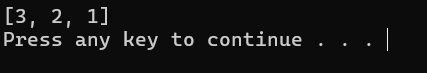 [3, 2, 1]
Press any key to continue . . .